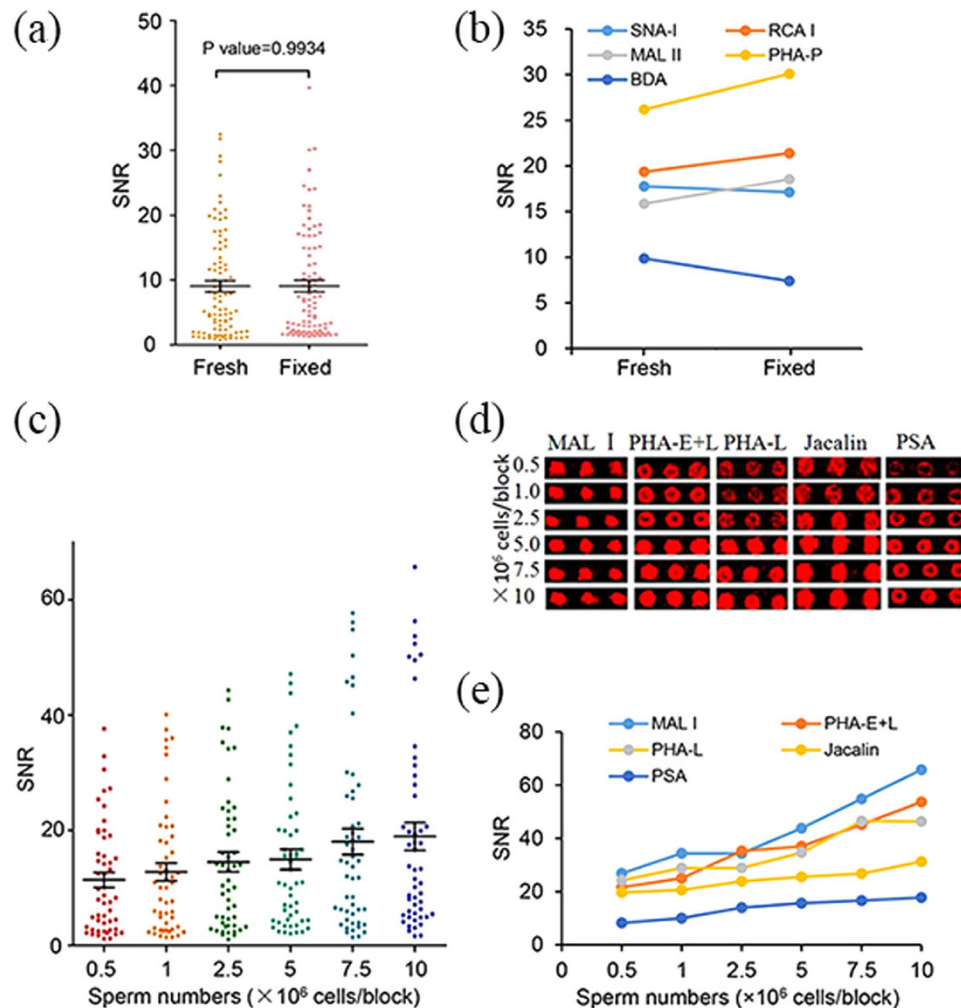 (a)
50
40
30
20
10
0
SNR
P value=0.9934
Fresh Fixed
(b)
SNA-I RCA I
MAL II PHA-P
BDA
35
30
25
20
15
10
5
0
SNR
Fresh Fixed
(c)
60
40
20
0
SNR
0.5 1 2.5 5 7.5 10
Sperm numbers (×10⁶ cells/block)
(d)
MAL I PHA-E+L PHA-L Jacalin PSA
0.5
1.0
2.5
5.0
7.5
10
×10⁶ cells/block
(e)
MAL I PHA-E+L
PHA-L Jacalin
PSA
80
60
40
20
0
SNR
0 0.5 1 2.5 5 7.5 10
Sperm numbers (×10⁶ cells/block)